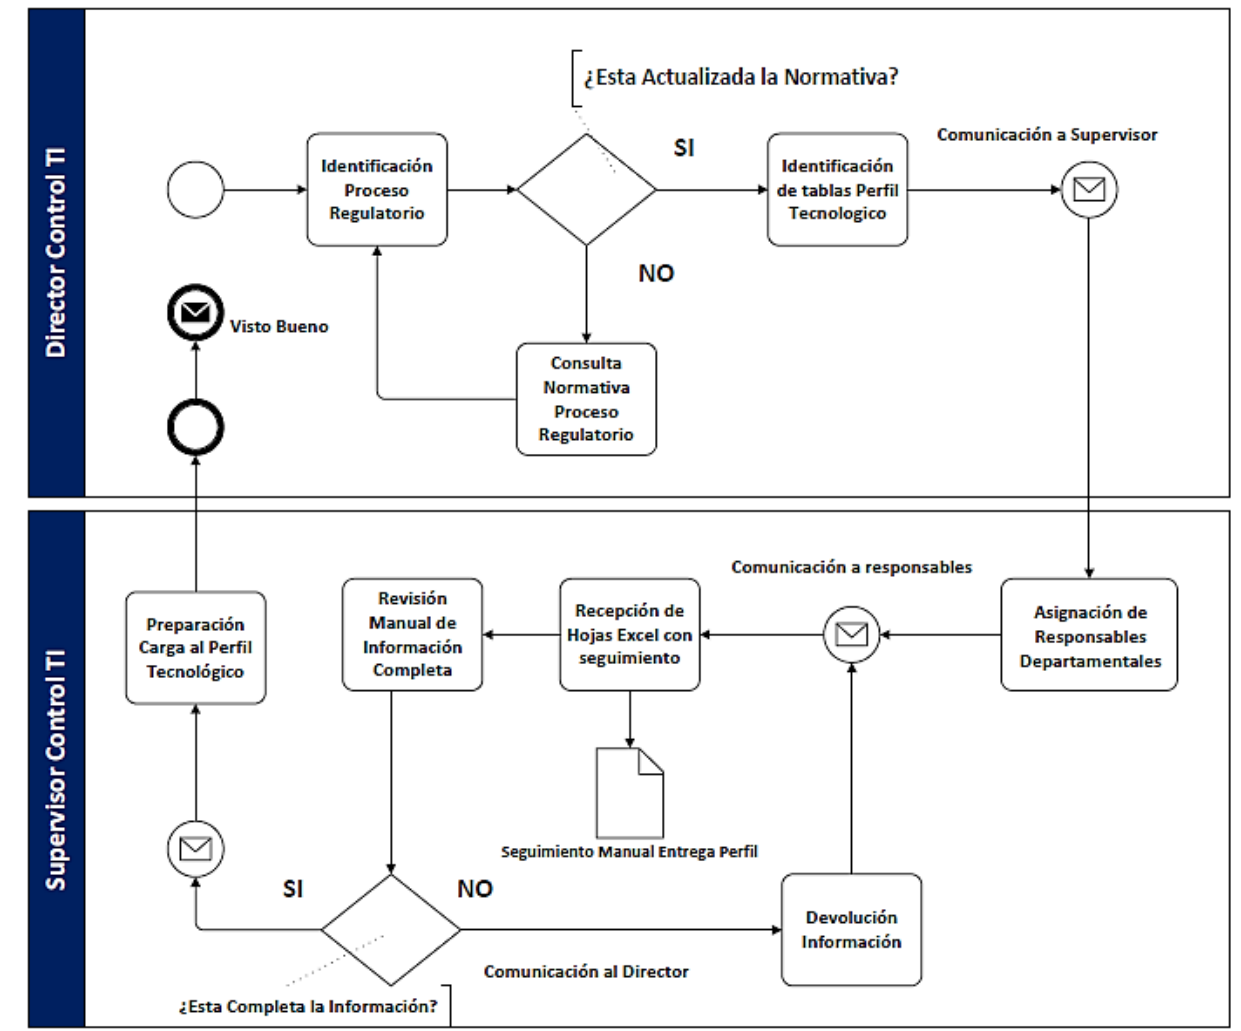 Director Control TI
¿Esta Actualizada la Normativa?
Comunicación a Supervisor
SI
Identificación
Proceso
Regulatorio
Identificación
de tablas Perfil
Tecnologico
NO
Visto Bueno
Consulta
Normativa
Proceso
Regulatorio
Supervisor Control TI
Comunicación a responsables
Preparación
Carga al Perfil
Tecnológico
Revisión
Manual de
Información
Completa
Recepción de
Hojas Excel con
seguimiento
Asignación de
Responsables
Departamentales
Seguimiento Manual Entrega Perfil
SI
NO
Devolución
Información
Comunicación al Director
¿Esta Completa la Información?